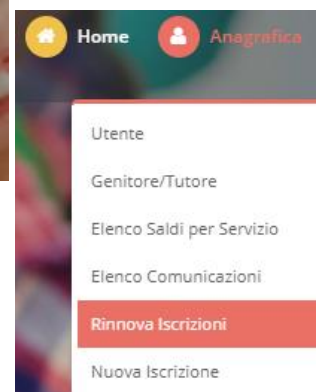 Home Anagrafica
Utente
Genitore/Tutore
Elenco Saldi per Servizio
Elenco Comunicazioni
Rinnova Iscrizioni
Nuova Iscrizione